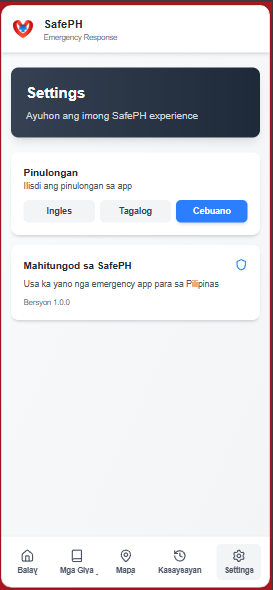 SafePH
Emergency Response
Settings
Ayuhon ang imong SafePH experience
Pinulongan
Ilisdi ang pinulongan sa app
Ingles
Tagalog
Cebuano
Mahitungod sa SafePH
Usa ka yano nga emergency app para sa Pilipinas
Bersyon 1.0.0
Balay
Mga Giya
Mapa
Kasaysayan
Settings